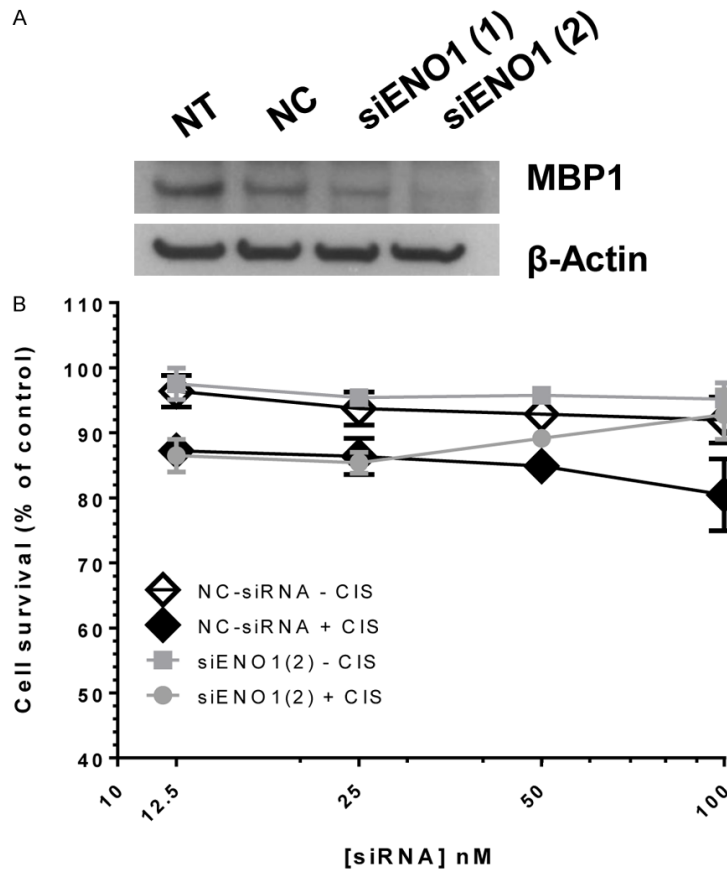 A
NT NC siENO1 (1) siENO1 (2)
MBP1
β-Actin
B
Cell survival (% of control)
110
100
90
80
70
60
50
40
NC-siRNA - CIS
NC-siRNA + CIS
siENO1(2) - CIS
siENO1(2) + CIS
10 12.5 25 50 100
[siRNA] nM